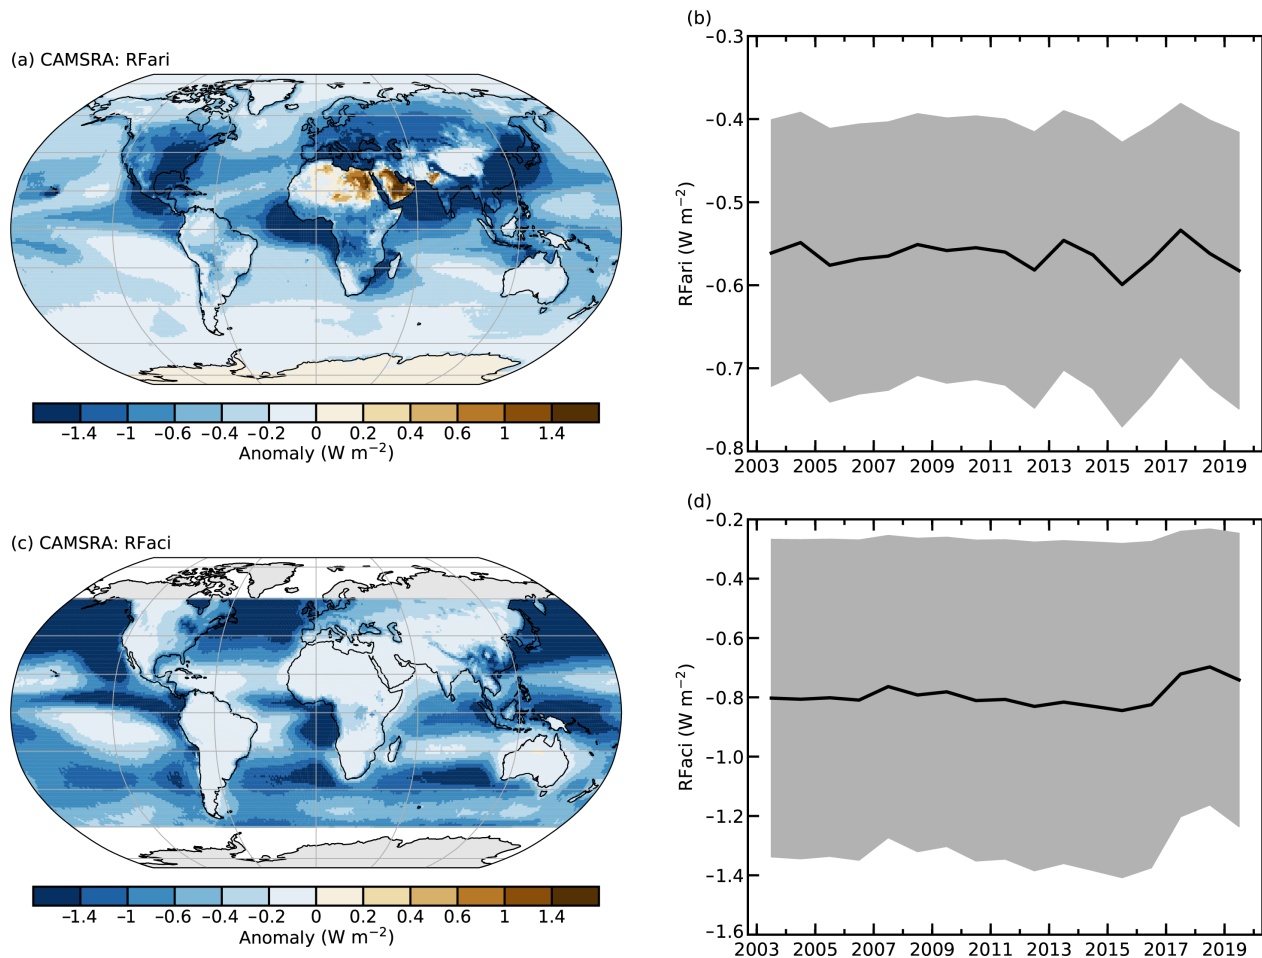 (a) CAMSRA: RFari
−1.4 −1 −0.6 −0.4 −0.2 0 0.2 0.4 0.6 1 1.4
Anomaly (W m−2)
(b)
−0.3
−0.4
−0.5
−0.6
−0.7
−0.8
RFari (W m−2)
2003 2005 2007 2009 2011 2013 2015 2017 2019
(c) CAMSRA: RFaci
−1.4 −1 −0.6 −0.4 −0.2 0 0.2 0.4 0.6 1 1.4
Anomaly (W m−2)
(d)
−0.2
−0.4
−0.6
−0.8
−1.0
−1.2
−1.4
−1.6
RFaci (W m−2)
2003 2005 2007 2009 2011 2013 2015 2017 2019